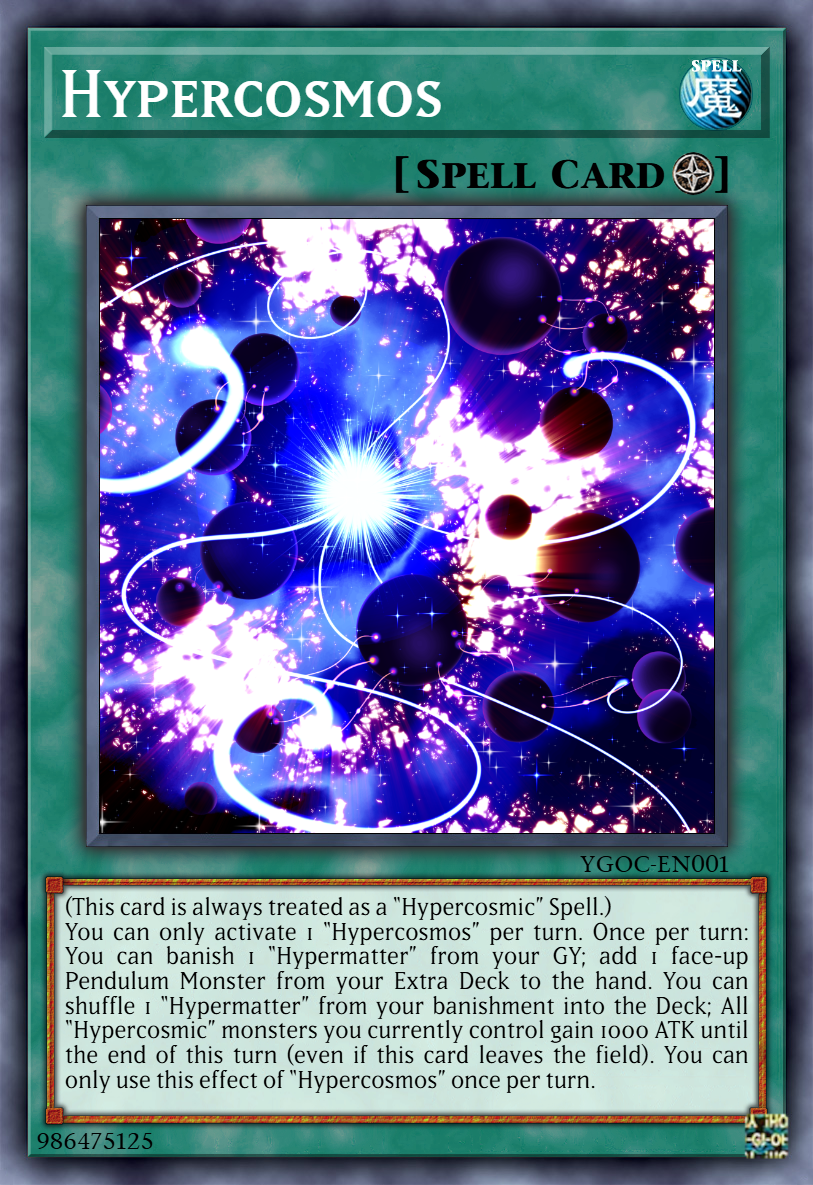 Hypercosmos
SPELL
魔
[Spell Card]
YGOC-EN001
(This card is always treated as a "Hypercosmic" Spell.)
You can only activate 1 "Hypercosmos" per turn. Once per turn:
You can banish 1 "Hypermatter" from your GY; add 1 face-up
Pendulum Monster from your Extra Deck to the hand. You can
shuffle 1 "Hypermatter" from your banishment into the Deck; All
"Hypercosmic" monsters you currently control gain 1000 ATK until
the end of this turn (even if this card leaves the field). You can
only use this effect of "Hypercosmos" once per turn.
986475125